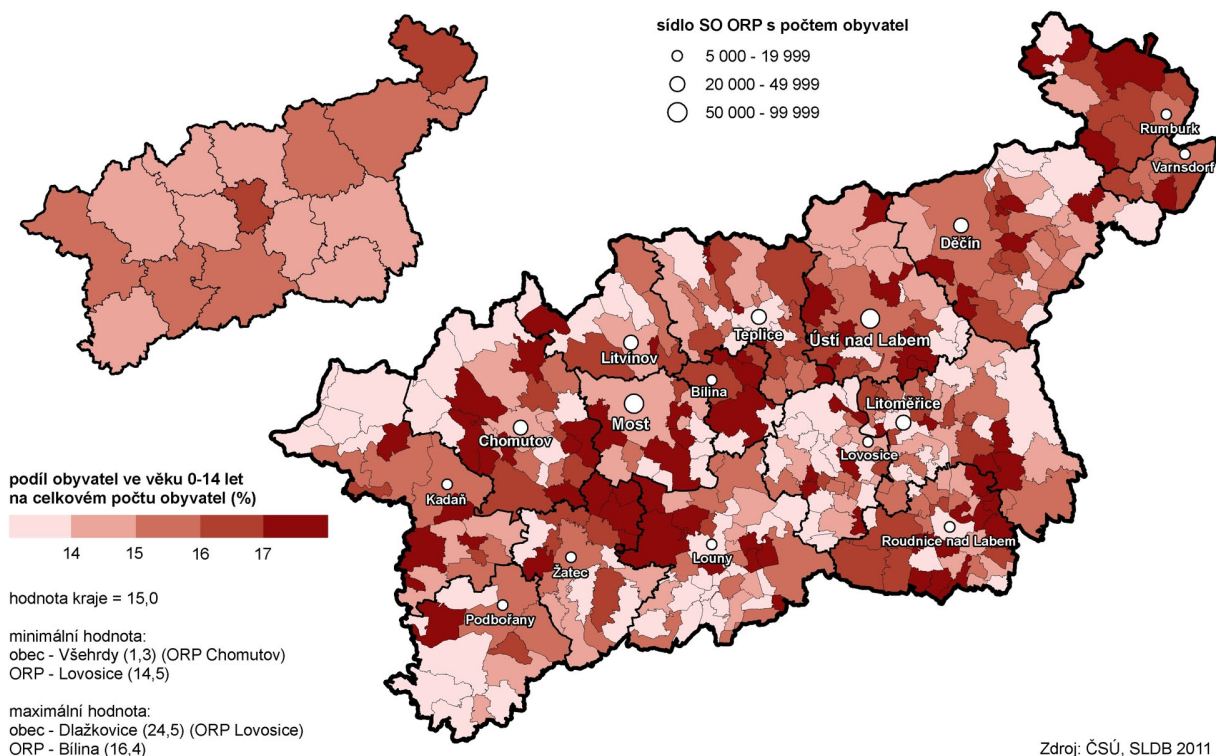 sídlo SO ORP s počtem obyvatel
5 000 - 19 999
20 000 - 49 999
50 000 - 99 999
Rumburk
Varnsdorf
Děčín
Teplice
Ústí nad Labem
Litvínov
Bílina
Most
Litoměřice
Chomutov
Lovosice
Kadaň
Roudnice nad Labem
Louny
Žatec
Podbořany
podíl obyvatel ve věku 0-14 let
na celkovém počtu obyvatel (%)
14 15 16 17
hodnota kraje = 15,0
minimální hodnota:
obec - Všehrdy (1,3) (ORP Chomutov)
ORP - Lovosice (14,5)
maximální hodnota:
obec - Dlažkovice (24,5) (ORP Lovosice)
ORP - Bílina (16,4)
Zdroj: ČSÚ, SLDB 2011